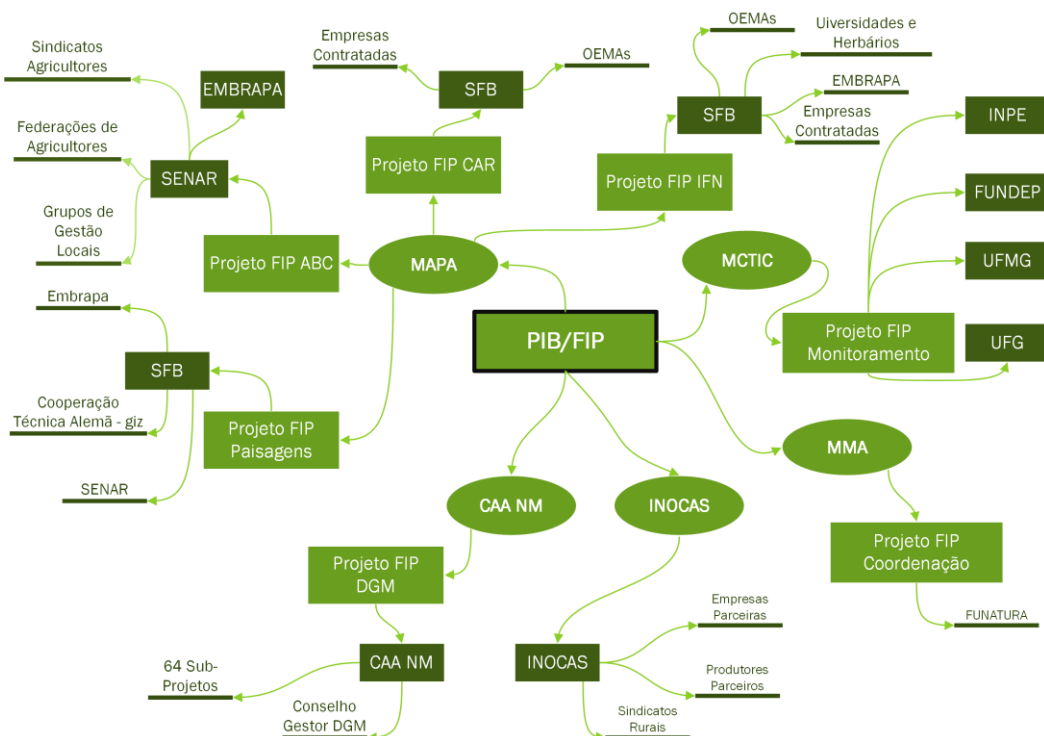 Sindicatos
Agricultores
EMBRAPA
Federações de
Agricultores
SENAR
Grupos de
Gestão
Locais
Projeto FIP ABC
Empresas
Contratadas
SFB
OEMAs
Projeto FIP CAR
MAPA
OEMAs
Uiversidades e
Herbários
SFB
EMBRAPA
Empresas
Contratadas
Projeto FIP IFN
INPE
FUNDEP
UFMG
UFG
MCTIC
Projeto FIP
Monitoramento
PIB/FIP
Embrapa
SFB
Cooperação
Técnica Alemã - giz
SENAR
Projeto FIP
Paisagens
MMA
Projeto FIP
Coordenação
FUNATURA
CAA NM
Projeto FIP
DGM
CAA NM
64 Sub-
Projetos
Conselho
Gestor DGM
INOCAS
INOCAS
Empresas
Parceiras
Produtores
Parceiros
Sindicatos
Rurais